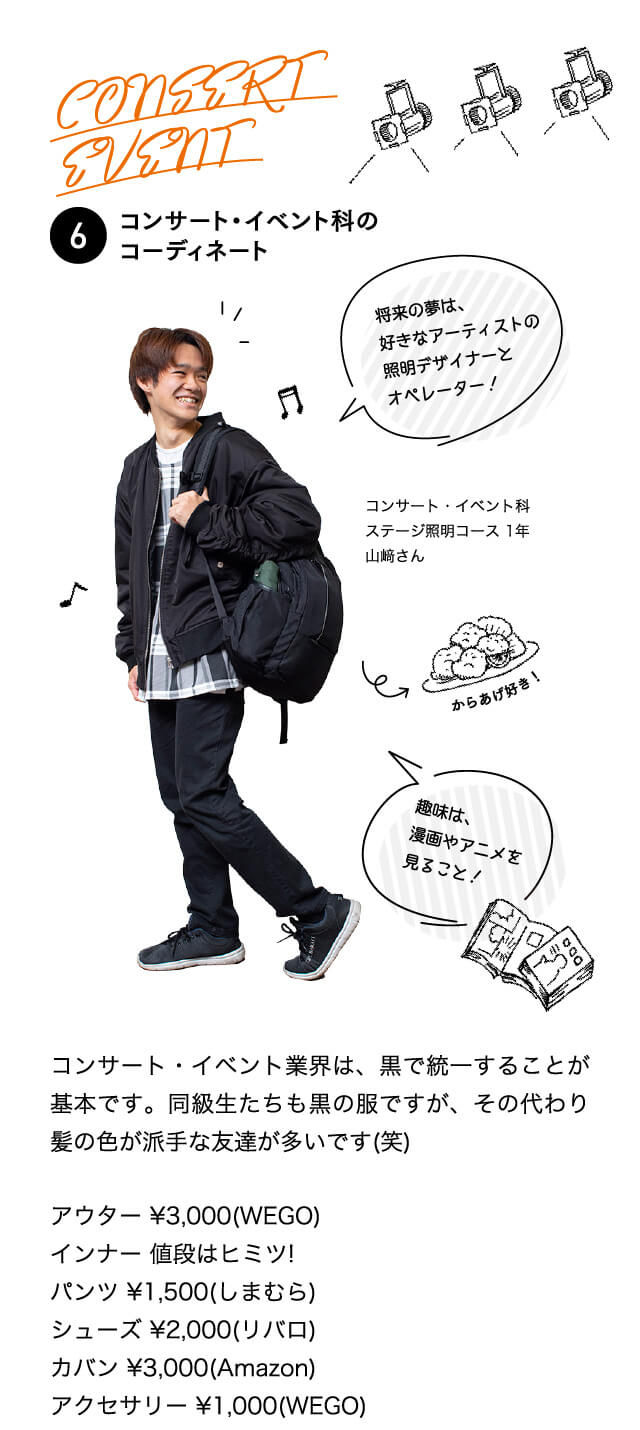 CONSERT
EVENT
6
コンサート・イベント科の
コーディネート
将来の夢は、
好きなアーティストの
照明デザイナーと
オペレーター！
コンサート・イベント科
ステージ照明コース 1年
山﨑さん
からあげ好き！
趣味は、
漫画やアニメを
見ること！
コンサート・イベント業界は、黒で統一することが
基本です。同級生たちも黒の服ですが、その代わり
髪の色が派手な友達が多いです(笑)
アウター ¥3,000(WEGO)
インナー 値段はヒミツ!
パンツ ¥1,500(しまむら)
シューズ ¥2,000(リバロ)
カバン ¥3,000(Amazon)
アクセサリー ¥1,000(WEGO)